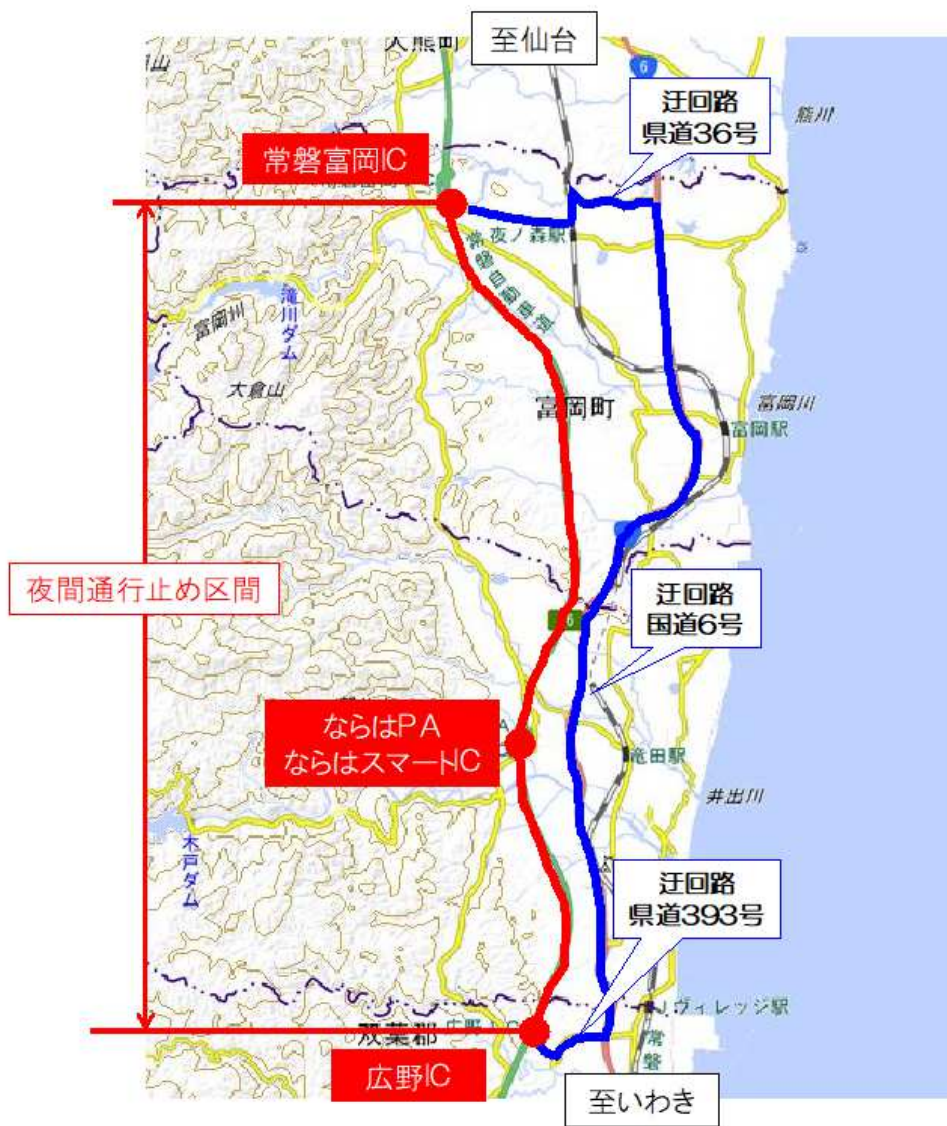 至仙台
大熊町
6
迂回路
県道36号
熊川
常磐富岡IC
夜ノ森駅
常磐自動車道
滝川ダム
富岡川
大倉山
富岡町
富岡川
富岡駅
夜間通行止め区間
迂回路
国道6号
ならはPA
ならはスマートIC
竜田駅
井出川
木戸ダム
迂回路
県道393号
Jヴィレッジ駅
双葉郡
広野IC
常磐
至いわき